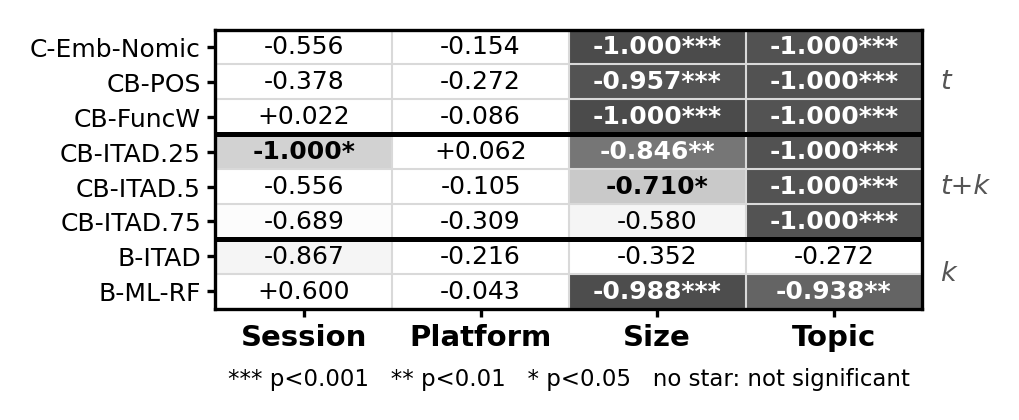 C-Emb-Nomic -0.556 -0.154 -1.000*** -1.000***
CB-POS -0.378 -0.272 -0.957*** -1.000*** t
CB-FuncW +0.022 -0.086 -1.000*** -1.000***
CB-ITAD.25 -1.000* +0.062 -0.846** -1.000***
CB-ITAD.5 -0.556 -0.105 -0.710* -1.000*** t+k
CB-ITAD.75 -0.689 -0.309 -0.580 -1.000***
B-ITAD -0.867 -0.216 -0.352 -0.272
k
B-ML-RF +0.600 -0.043 -0.988*** -0.938**
Session Platform Size Topic
*** p<0.001 ** p<0.01 * p<0.05 no star: not significant